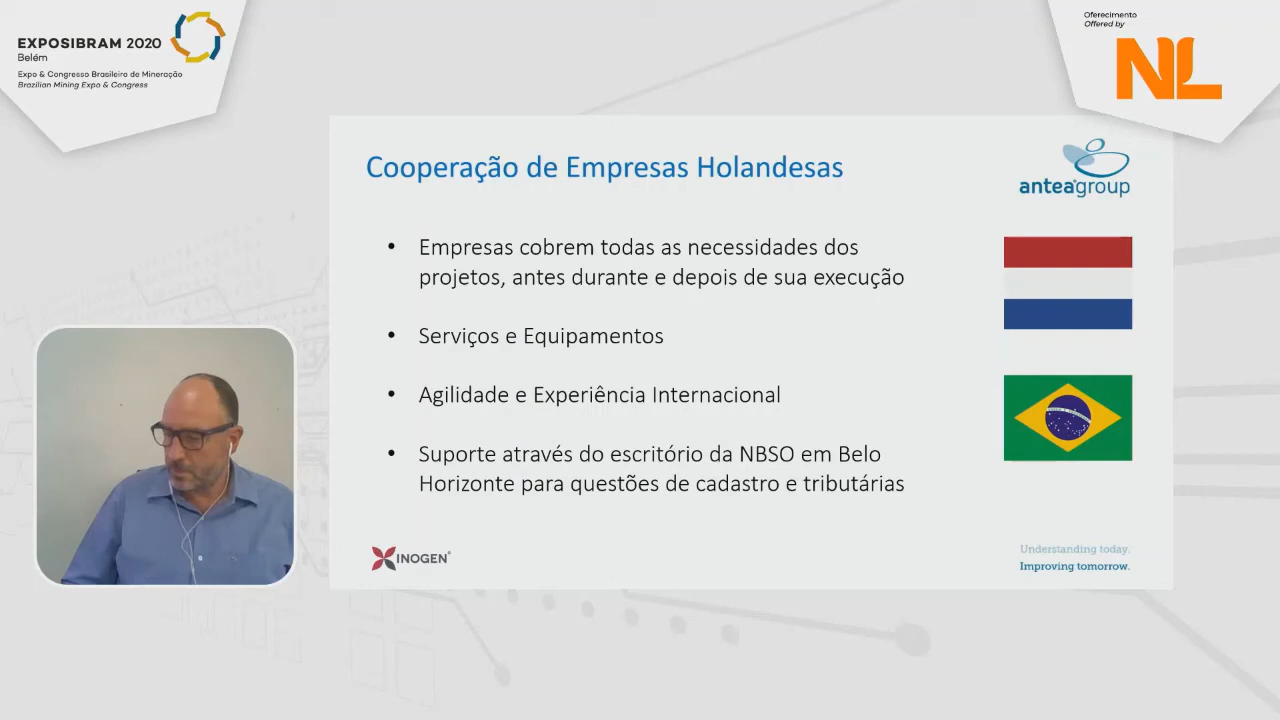 EXPOSIBRAM 2020
Belém
Expo & Congresso Brasileiro de Mineração
Brazilian Mining Expo & Congress
Oferecimento
Offered by
NL
Cooperação de Empresas Holandesas
anteagroup
• Empresas cobrem todas as necessidades dos
projetos, antes durante e depois de sua execução
• Serviços e Equipamentos
• Agilidade e Experiência Internacional
• Suporte através do escritório da NBSO em Belo
Horizonte para questões de cadastro e tributárias
INOGEN®
Understanding today.
Improving tomorrow.